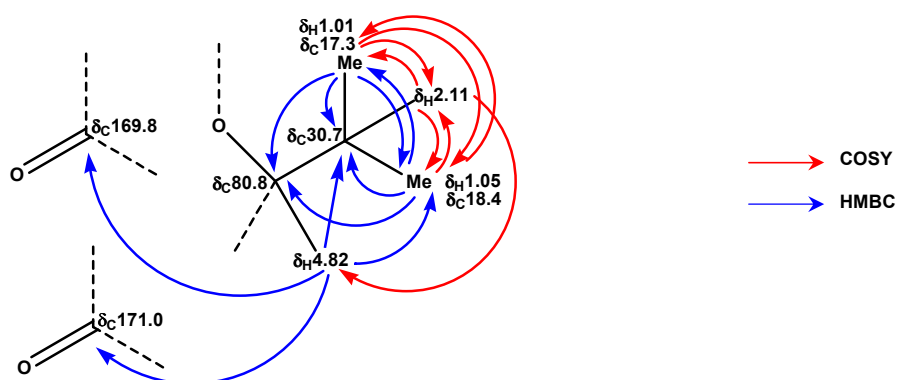 δH1.01
δC17.3
Me
δH2.11
δC169.8
O
δC30.7
O
δC80.8
Me
δH1.05
δC18.4
δH4.82
δC171.0
O
COSY
HMBC